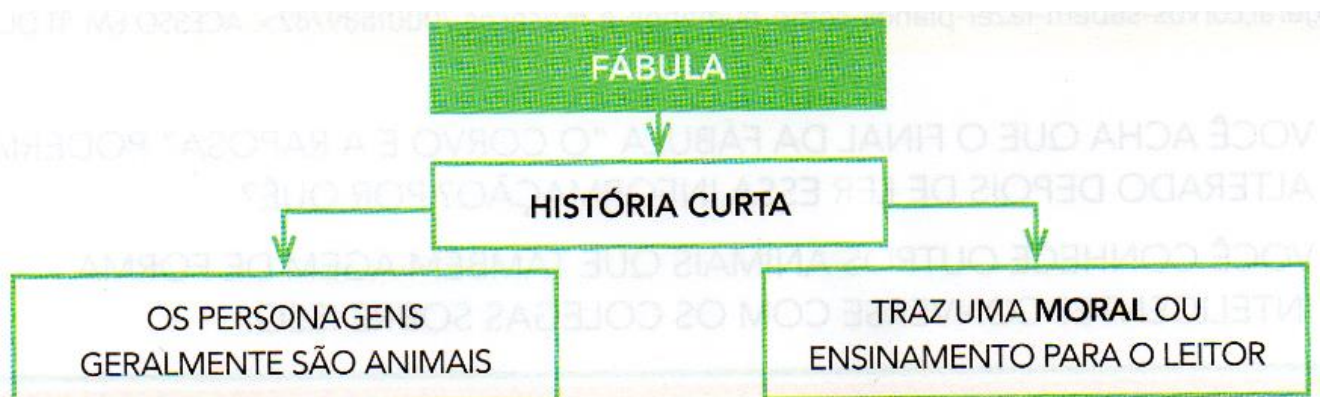 FÁBULA
HISTÓRIA CURTA
OS PERSONAGENS
GERALMENTE SÃO ANIMAIS
TRAZ UMA MORAL OU
ENSINAMENTO PARA O LEITOR